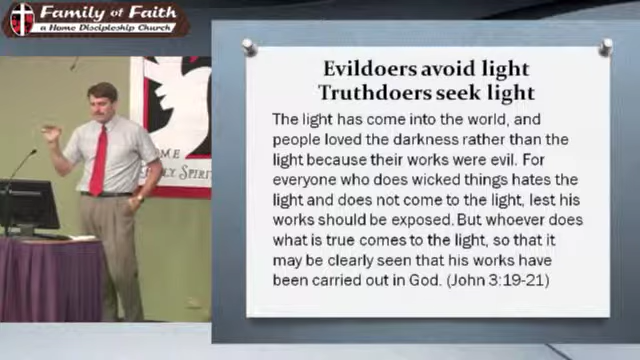 Family of Faith
a Home Discipleship Church
Evildoers avoid light
Truthdoers seek light
The light has come into the world, and
people loved the darkness rather than the
light because their works were evil. For
everyone who does wicked things hates the
light and does not come to the light, lest his
works should be exposed. But whoever does
what is true comes to the light, so that it
may be clearly seen that his works have
been carried out in God. (John 3:19-21)
OME
OLY SPIRI